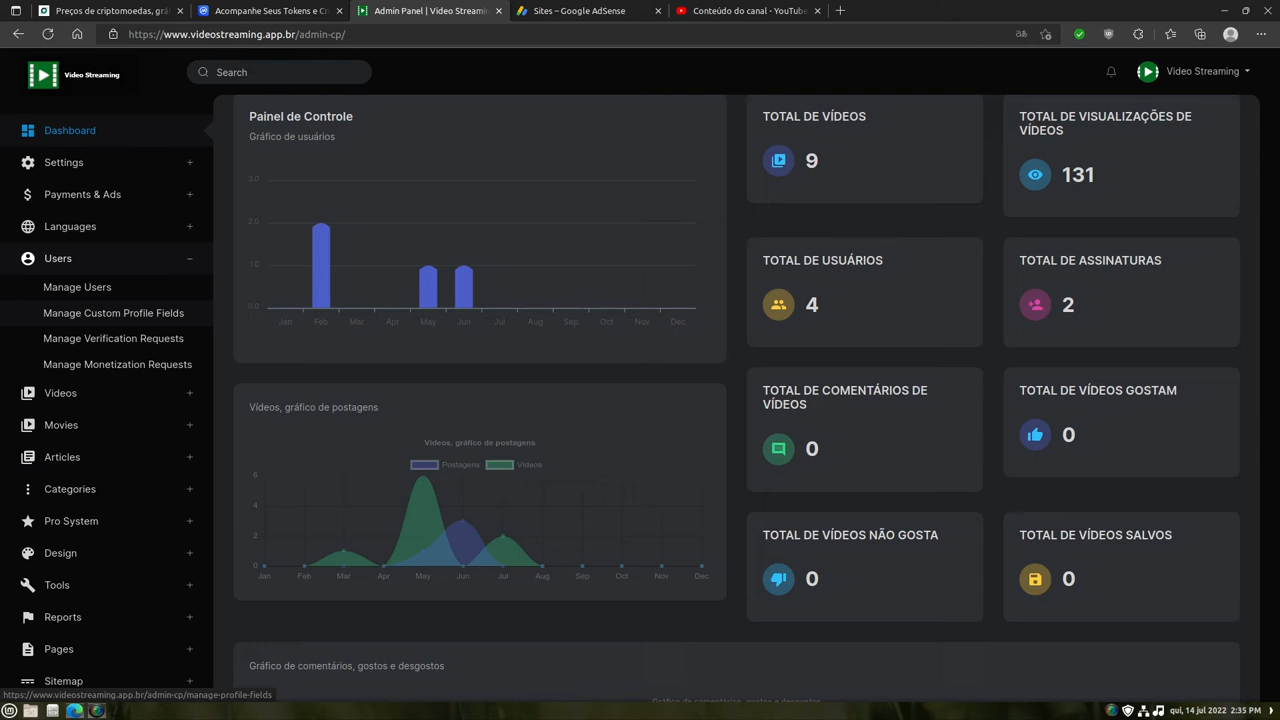 Preços de criptomoedas, grá
Acompanhe Seus Tokens e Cri
Admin Panel | Video Streamin
Sites – Google AdSense
Conteúdo do canal - YouTube
https://www.videostreaming.app.br/admin-cp/
Video Streaming
Search
Video Streaming
Dashboard
Settings
Payments & Ads
Languages
Users
Manage Users
Manage Custom Profile Fields
Manage Verification Requests
Manage Monetization Requests
Videos
Movies
Articles
Categories
Pro System
Design
Tools
Reports
Pages
Sitemap
Painel de Controle
Gráfico de usuários
3.0
2.0
1.0
0.0
Jan Feb Mar Apr May Jun Jul Aug Sep Oct Nov Dec
Vídeos, gráfico de postagens
Vídeos, gráfico de postagens
Postagens Vídeos
6
4
2
0
Jan Feb Mar Apr May Jun Jul Aug Sep Oct Nov Dec
TOTAL DE VÍDEOS
9
TOTAL DE VISUALIZAÇÕES DE
VÍDEOS
131
TOTAL DE USUÁRIOS
4
TOTAL DE ASSINATURAS
2
TOTAL DE COMENTÁRIOS DE
VÍDEOS
0
TOTAL DE VÍDEOS GOSTAM
0
TOTAL DE VÍDEOS NÃO GOSTA
0
TOTAL DE VÍDEOS SALVOS
0
Gráfico de comentários, gostos e desgostos
Gráfico de comentários, gostos e desgostos
https://www.videostreaming.app.br/admin-cp/manage-profile-fields
qui, 14 jul 2022 2:35 PM